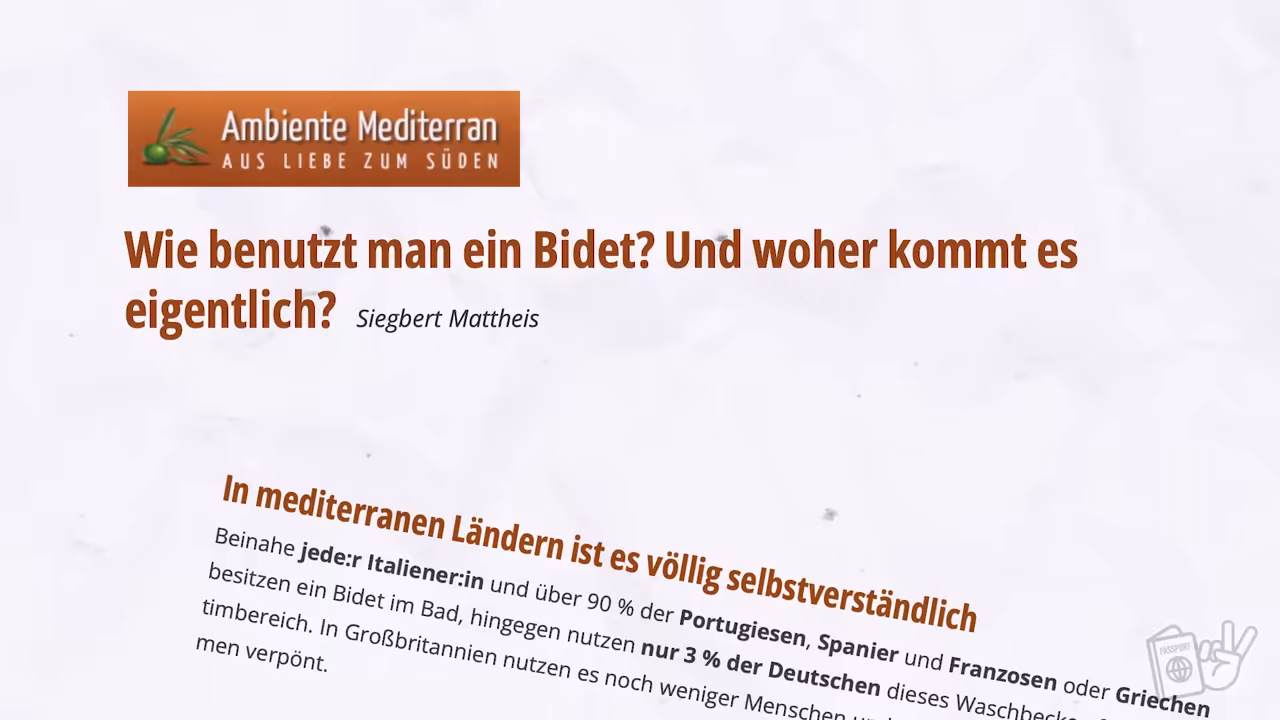 Ambiente Mediterran
AUS LIEBE ZUM SÜDEN
Wie benutzt man ein Bidet? Und woher kommt es
eigentlich? Siegbert Mattheis
In mediterranen Ländern ist es völlig selbstverständlich
Beinahe jede:r Italiener:in und über 90 % der Portugiesen, Spanier und Franzosen oder Griechen
besitzen ein Bidet im Bad, hingegen nutzen nur 3 % der Deutschen dieses
timbereich. In Großbritannien nutzen es noch weniger Menschen
men verpönt.
PASSPORT